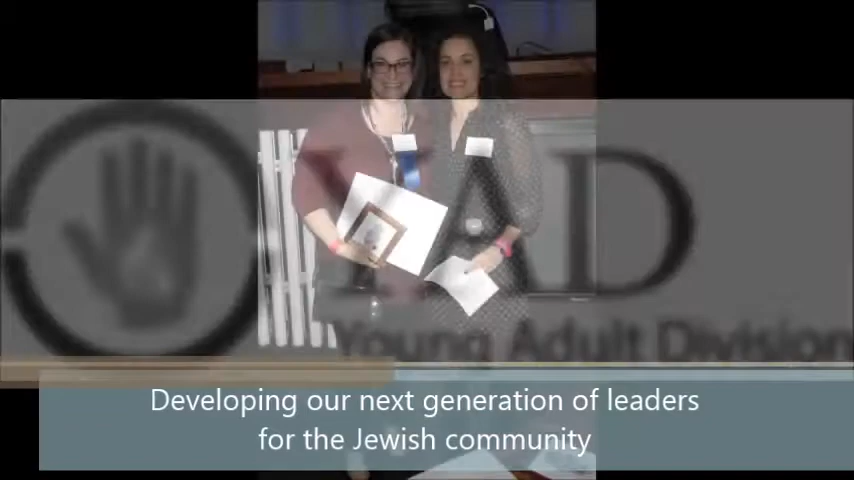 YAD
Young Adult Division
Developing our next generation of leaders
for the Jewish community